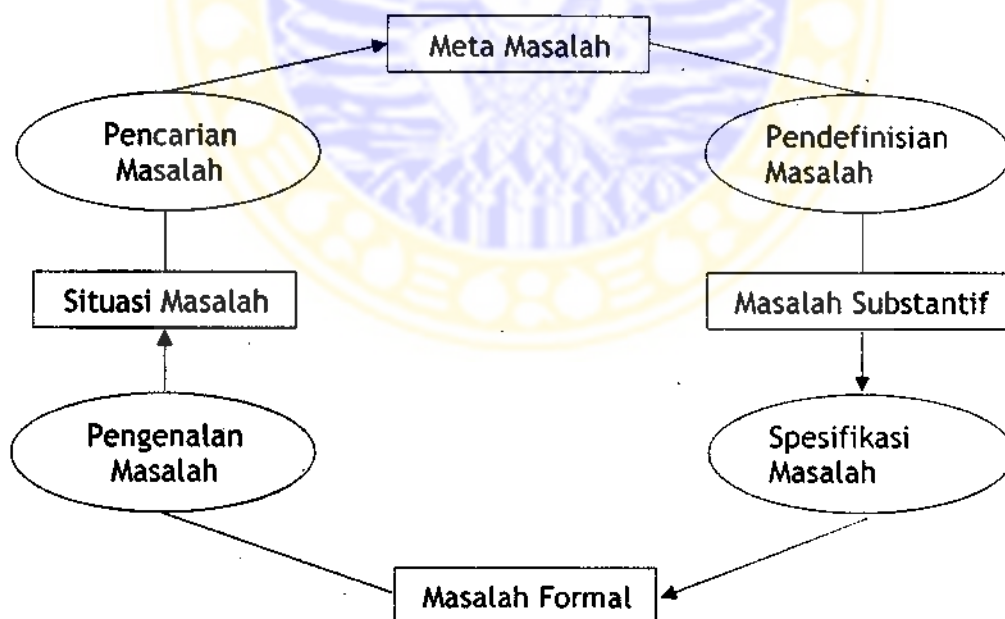 Meta Masalah
Pencarian
Masalah
Pendefinisian
Masalah
Situasi Masalah
Masalah Substantif
Pengenalan
Masalah
Spesifikasi
Masalah
Masalah Formal